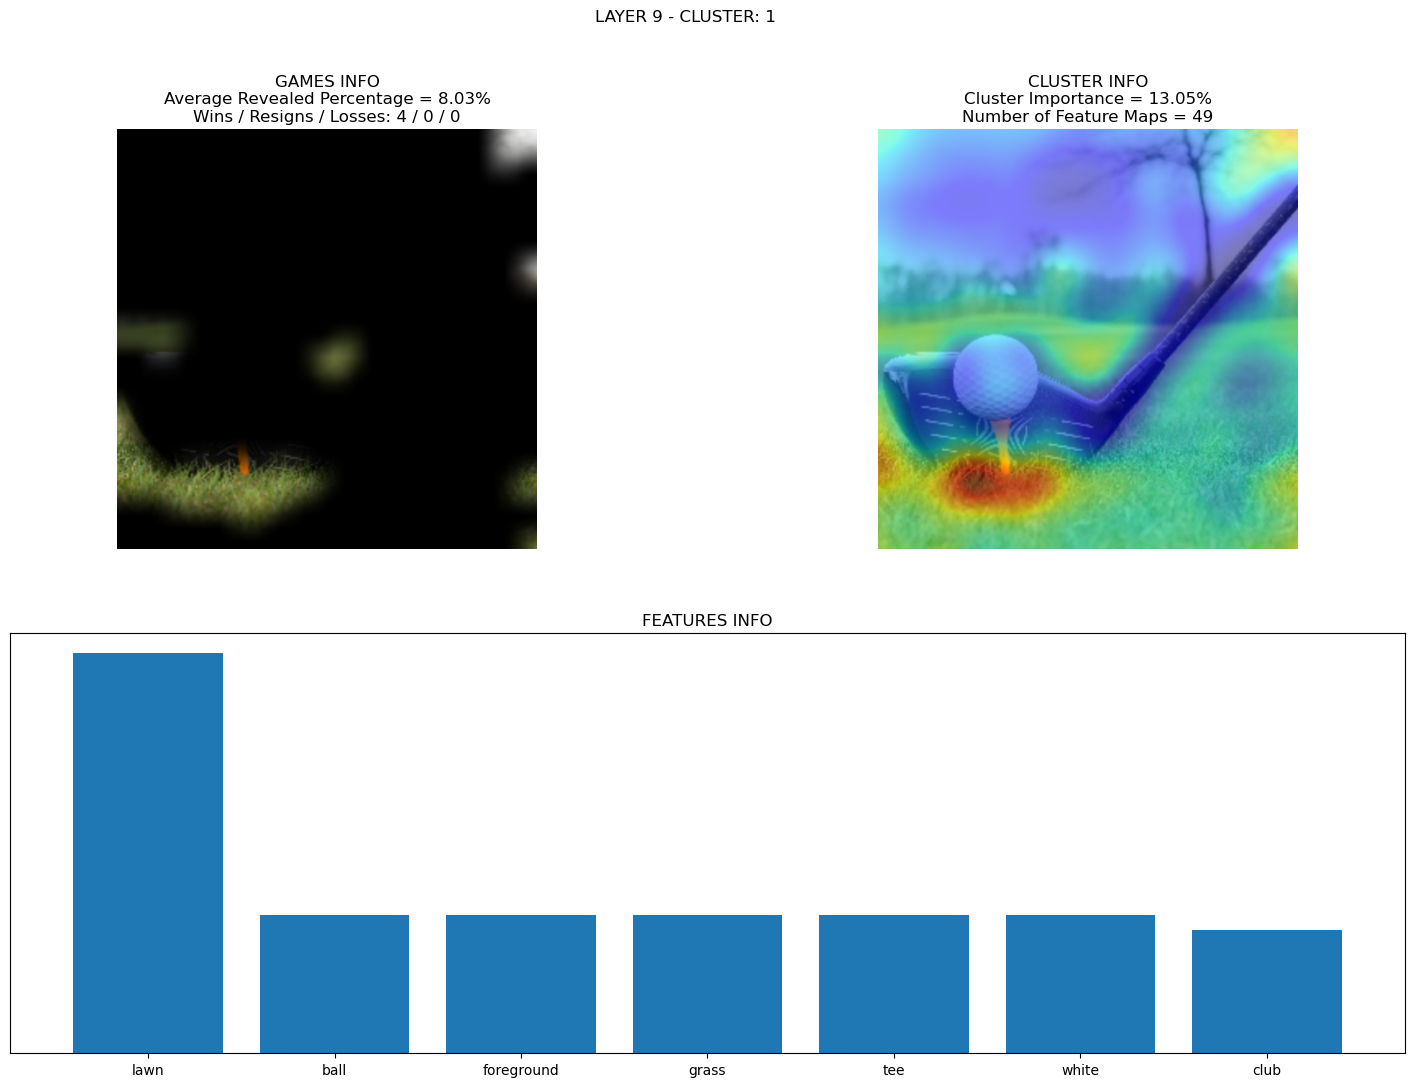 LAYER 9 - CLUSTER: 1
GAMES INFO
Average Revealed Percentage = 8.03%
Wins / Resigns / Losses: 4 / 0 / 0
CLUSTER INFO
Cluster Importance = 13.05%
Number of Feature Maps = 49
FEATURES INFO
lawn
ball
foreground
grass
tee
white
club